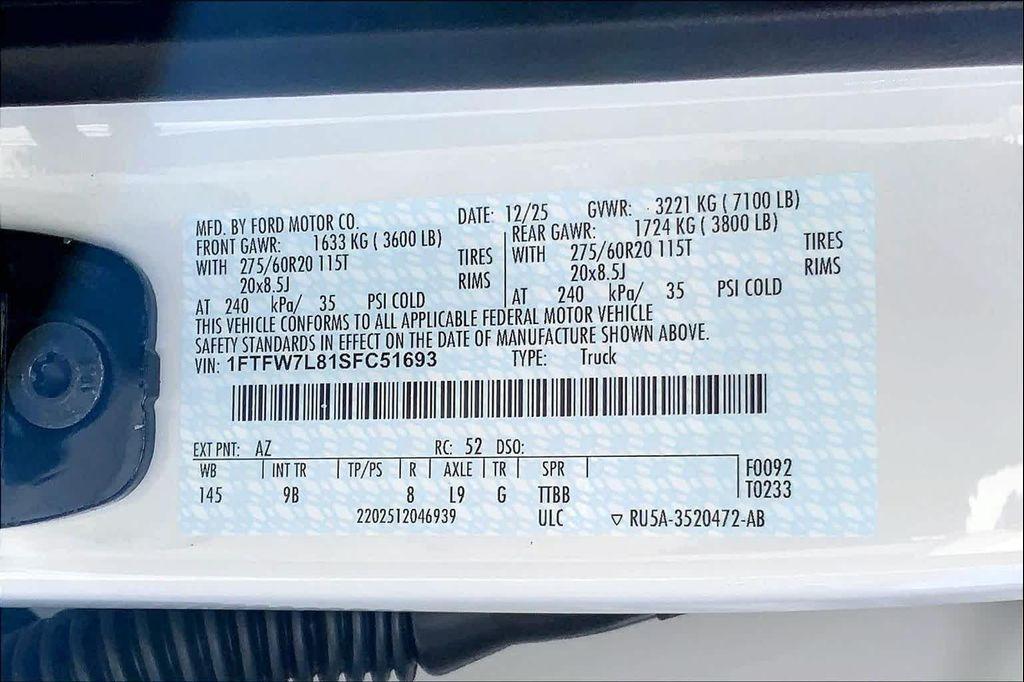 MFD. BY FORD MOTOR CO. DATE: 12/25 GVWR: 3221 KG ( 7100 LB)
FRONT GAWR: 1633 KG ( 3600 LB) REAR GAWR: 1724 KG ( 3800 LB)
WITH 275/60R20 115T TIRES WITH 275/60R20 115T TIRES
20x8.5J RIMS 20x8.5J RIMS
AT 240 kPa/ 35 PSI COLD AT 240 kPa/ 35 PSI COLD
THIS VEHICLE CONFORMS TO ALL APPLICABLE FEDERAL MOTOR VEHICLE
SAFETY STANDARDS IN EFFECT ON THE DATE OF MANUFACTURE SHOWN ABOVE.
VIN: 1FTFW7L81SFC51693 TYPE: Truck
EXT PNT: AZ RC: 52 DSO:
WB INT TR TP/PS R AXLE TR SPR F0092
145 9B 8 L9 G TTBB T0233
2202512046939 ULC ▽ RU5A-3520472-AB